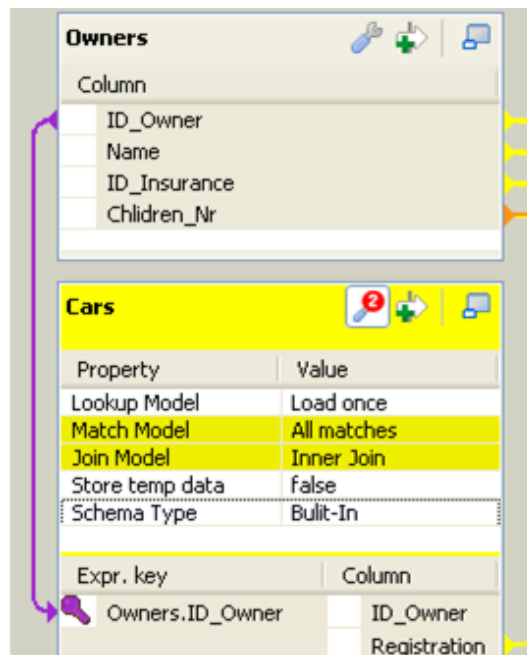 Owners
Column
ID_Owner
Name
ID_Insurance
Chlidren_Nr
Cars
2
Property Value
Lookup Model Load once
Match Model All matches
Join Model Inner Join
Store temp data false
Schema Type Bulit-In
Expr. key Column
Owners.ID_Owner ID_Owner
Registration